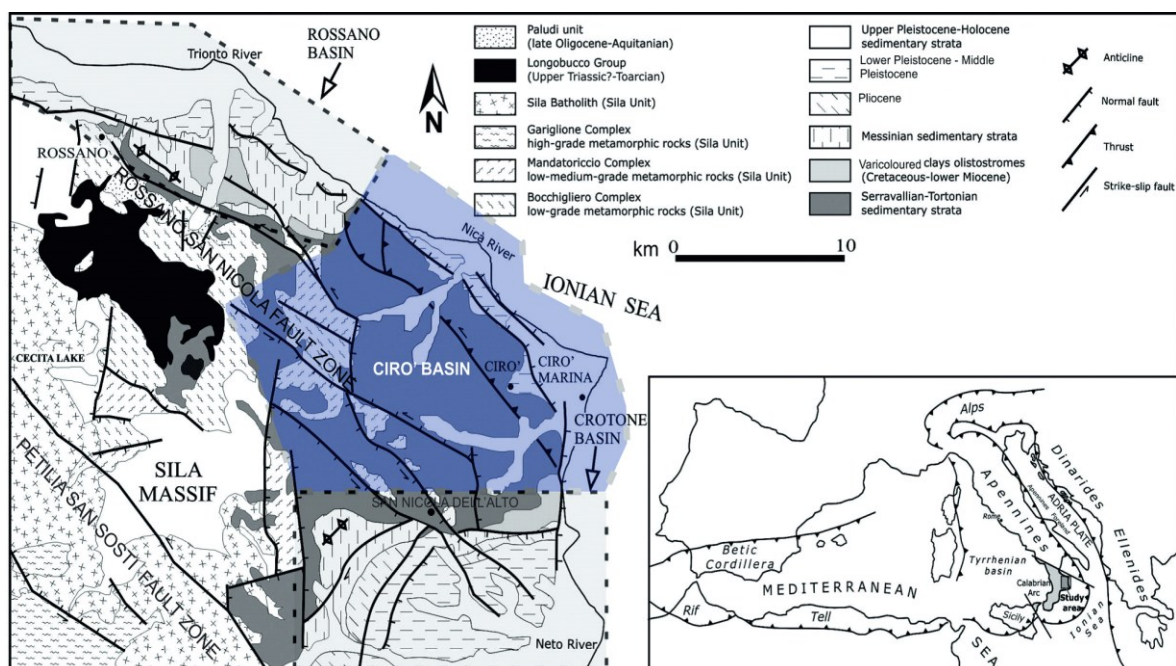 Trionto River
ROSSANO
BASIN
N
ROSSANO
ROSSANO SAN NICOLA FAULT ZONE
Nicà River
IONIAN SEA
CECITA LAKE
CIRO' BASIN
CIRO'
CIRO'
MARINA
CROTONE
BASIN
SILA
MASSIF
PETILIA SAN SOSTI FAULT ZONE
SAN NICOLA DELL'ALTO
Neto River
Paludi unit
(late Oligocene-Aquitanian)
Longobucco Group
(Upper Triassic?-Toarcian)
Sila Batholith (Sila Unit)
Gariglione Complex
high-grade metamorphic rocks (Sila Unit)
Mandatoriccio Complex
low-medium-grade metamorphic rocks (Sila Unit)
Bocchigliero Complex
low-grade metamorphic rocks (Sila Unit)
Upper Pleistocene-Holocene
sedimentary strata
Lower Pleistocene - Middle
Pleistocene
Pliocene
Messinian sedimentary strata
Varicoloured clays olistostromes
(Cretaceous-lower Miocene)
Serravallian-Tortonian
sedimentary strata
Anticline
Normal fault
Thrust
Strike-slip fault
km 0 10
Alps
Dinarides
Apennines
ADRIA PLATE
Ellenides
Rome
Betic
Cordillera
Tyrrhenian
basin
MEDITERRANEAN
Calabrian
Arc
Study
area
Rif
Tell
Sicily
Ionian
Sea
SEA